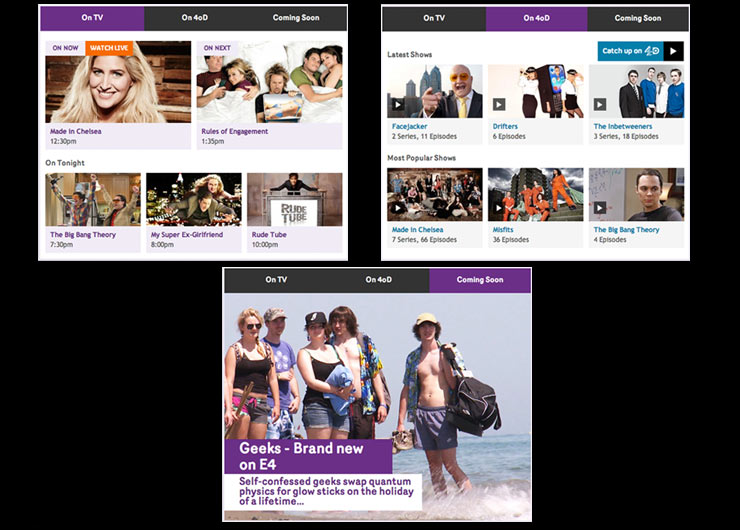 On TV
On 4oD
Coming Soon
ON NOW
WATCH LIVE
ON NEXT
Made in Chelsea
12:30pm
Rules of Engagement
1:35pm
On Tonight
RUDE
TUBE
The Big Bang Theory
7:30pm
My Super Ex-Girlfriend
8:00pm
Rude Tube
10:00pm
On TV
On 4oD
Coming Soon
Latest Shows
Catch up on 4oD
Facejacker
2 Series, 11 Episodes
Drifters
6 Episodes
The Inbetweeners
3 Series, 18 Episodes
Most Popular Shows
Made in Chelsea
7 Series, 66 Episodes
Misfits
36 Episodes
The Big Bang Theory
4 Episodes
On TV
On 4oD
Coming Soon
Geeks - Brand new
on E4
Self-confessed geeks swap quantum
physics for glow sticks on the holiday
of a lifetime...